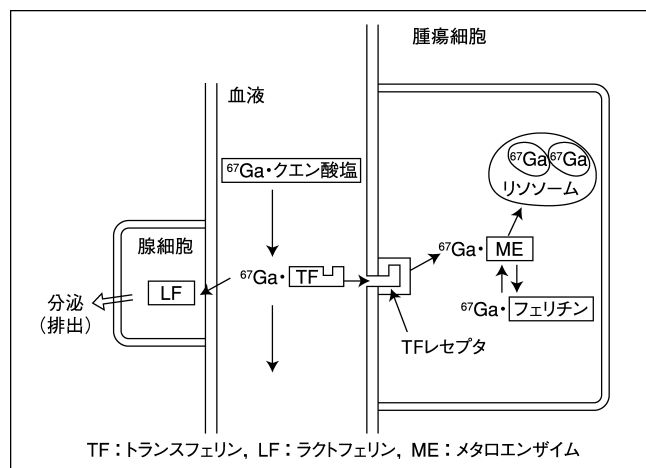 腫瘍細胞
血液
⁶⁷Ga・クエン酸塩
⁶⁷Ga ⁶⁷Ga
リソソーム
腺細胞
⁶⁷Ga・ME
⁶⁷Ga・TF
LF
分泌
(排出)
⁶⁷Ga・フェリチン
TFレセプタ
TF:トランスフェリン, LF:ラクトフェリン, ME:メタロエンザイム